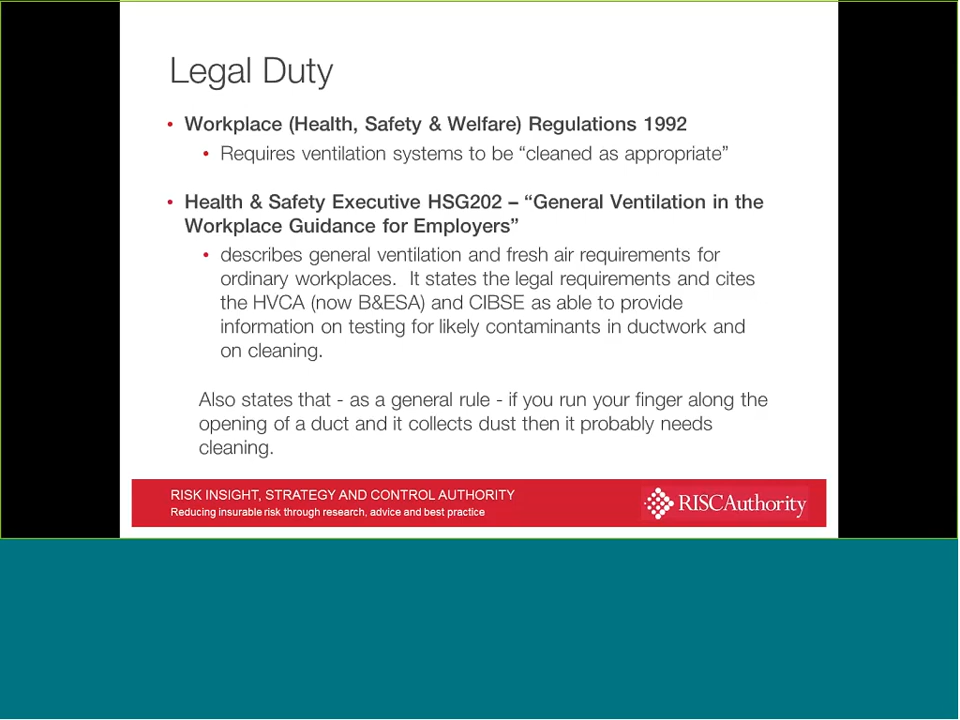 Legal Duty
• Workplace (Health, Safety & Welfare) Regulations 1992
• Requires ventilation systems to be “cleaned as appropriate”
• Health & Safety Executive HSG202 – “General Ventilation in the
Workplace Guidance for Employers”
• describes general ventilation and fresh air requirements for
ordinary workplaces.  It states the legal requirements and cites
the HVCA (now B&ESA) and CIBSE as able to provide
information on testing for likely contaminants in ductwork and
on cleaning.
Also states that - as a general rule - if you run your finger along the
opening of a duct and it collects dust then it probably needs
cleaning.
RISK INSIGHT, STRATEGY AND CONTROL AUTHORITY
Reducing insurable risk through research, advice and best practice
RISCAuthority